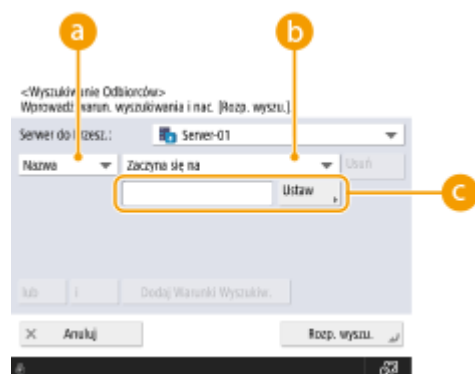 a
b
<Wyszukiwanie Odbiorców>
Wprowadź warun. wyszukiwania i nac. [Rozp. wyszu.].
Serwer do Przesz.: Server-01
Nazwa Zaczyna się na Usuń
Ustaw
c
lub i Dodaj Warunki Wyszukiw.
Anuluj Rozp. wyszu.